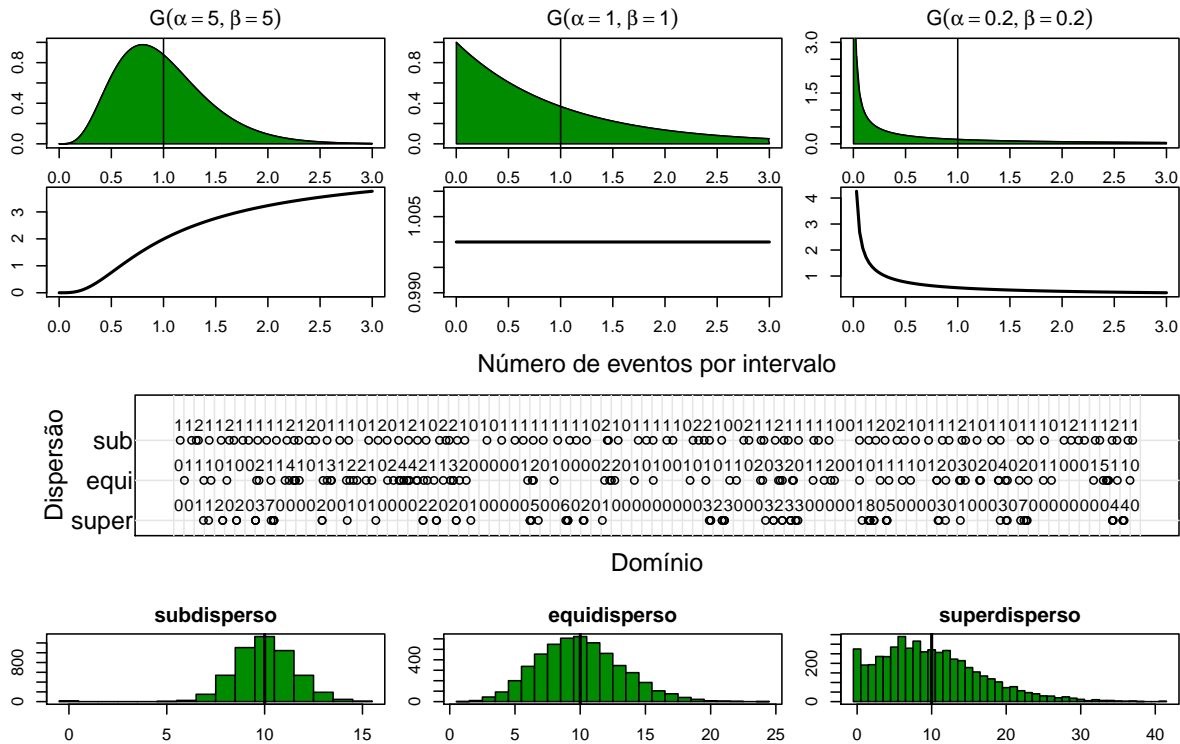 G(α = 5, β = 5) G(α = 1, β = 1) G(α = 0.2, β = 0.2)
0.0 0.4 0.8
0.0 0.4 0.8
0.0 1.5 3.0
0.0 0.5 1.0 1.5 2.0 2.5 3.0
0.0 0.5 1.0 1.5 2.0 2.5 3.0
0.0 0.5 1.0 1.5 2.0 2.5 3.0
0 1 2 3
0.990 1.005
1 2 3 4
0.0 0.5 1.0 1.5 2.0 2.5 3.0
0.0 0.5 1.0 1.5 2.0 2.5 3.0
0.0 0.5 1.0 1.5 2.0 2.5 3.0
Número de eventos por intervalo
Dispersão
sub
equi
super
Domínio
subdisperso
equidisperso
superdisperso
0 800
0 400
0 200
0 5 10 15
0 5 10 15 20 25
0 10 20 30 40